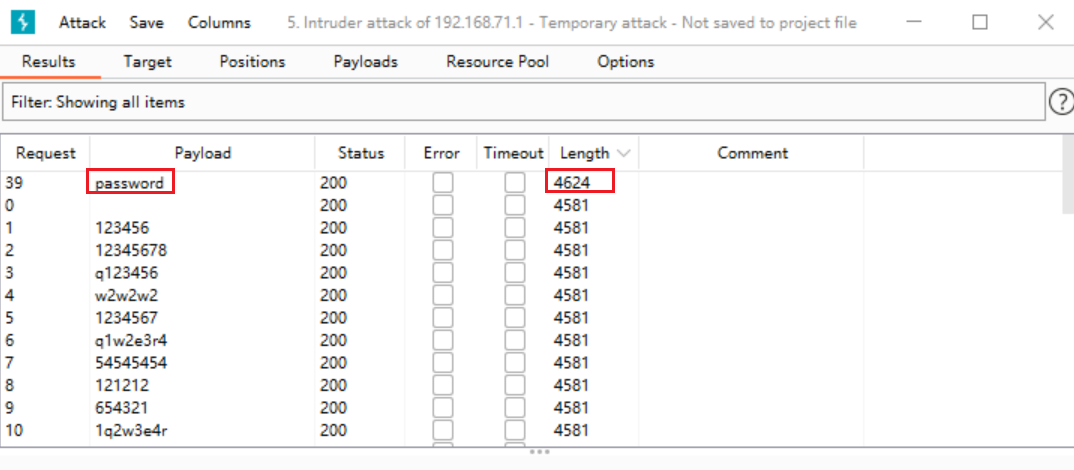 Attack Save Columns 5. Intruder attack of 192.168.71.1 - Temporary attack - Not saved to project file
Results Target Positions Payloads Resource Pool Options
Filter: Showing all items ?
Request Payload Status Error Timeout Length Comment
39 password 200 4624
0 200 4581
1 123456 200 4581
2 12345678 200 4581
3 q123456 200 4581
4 w2w2w2 200 4581
5 1234567 200 4581
6 q1w2e3r4 200 4581
7 54545454 200 4581
8 121212 200 4581
9 654321 200 4581
10 1q2w3e4r 200 4581